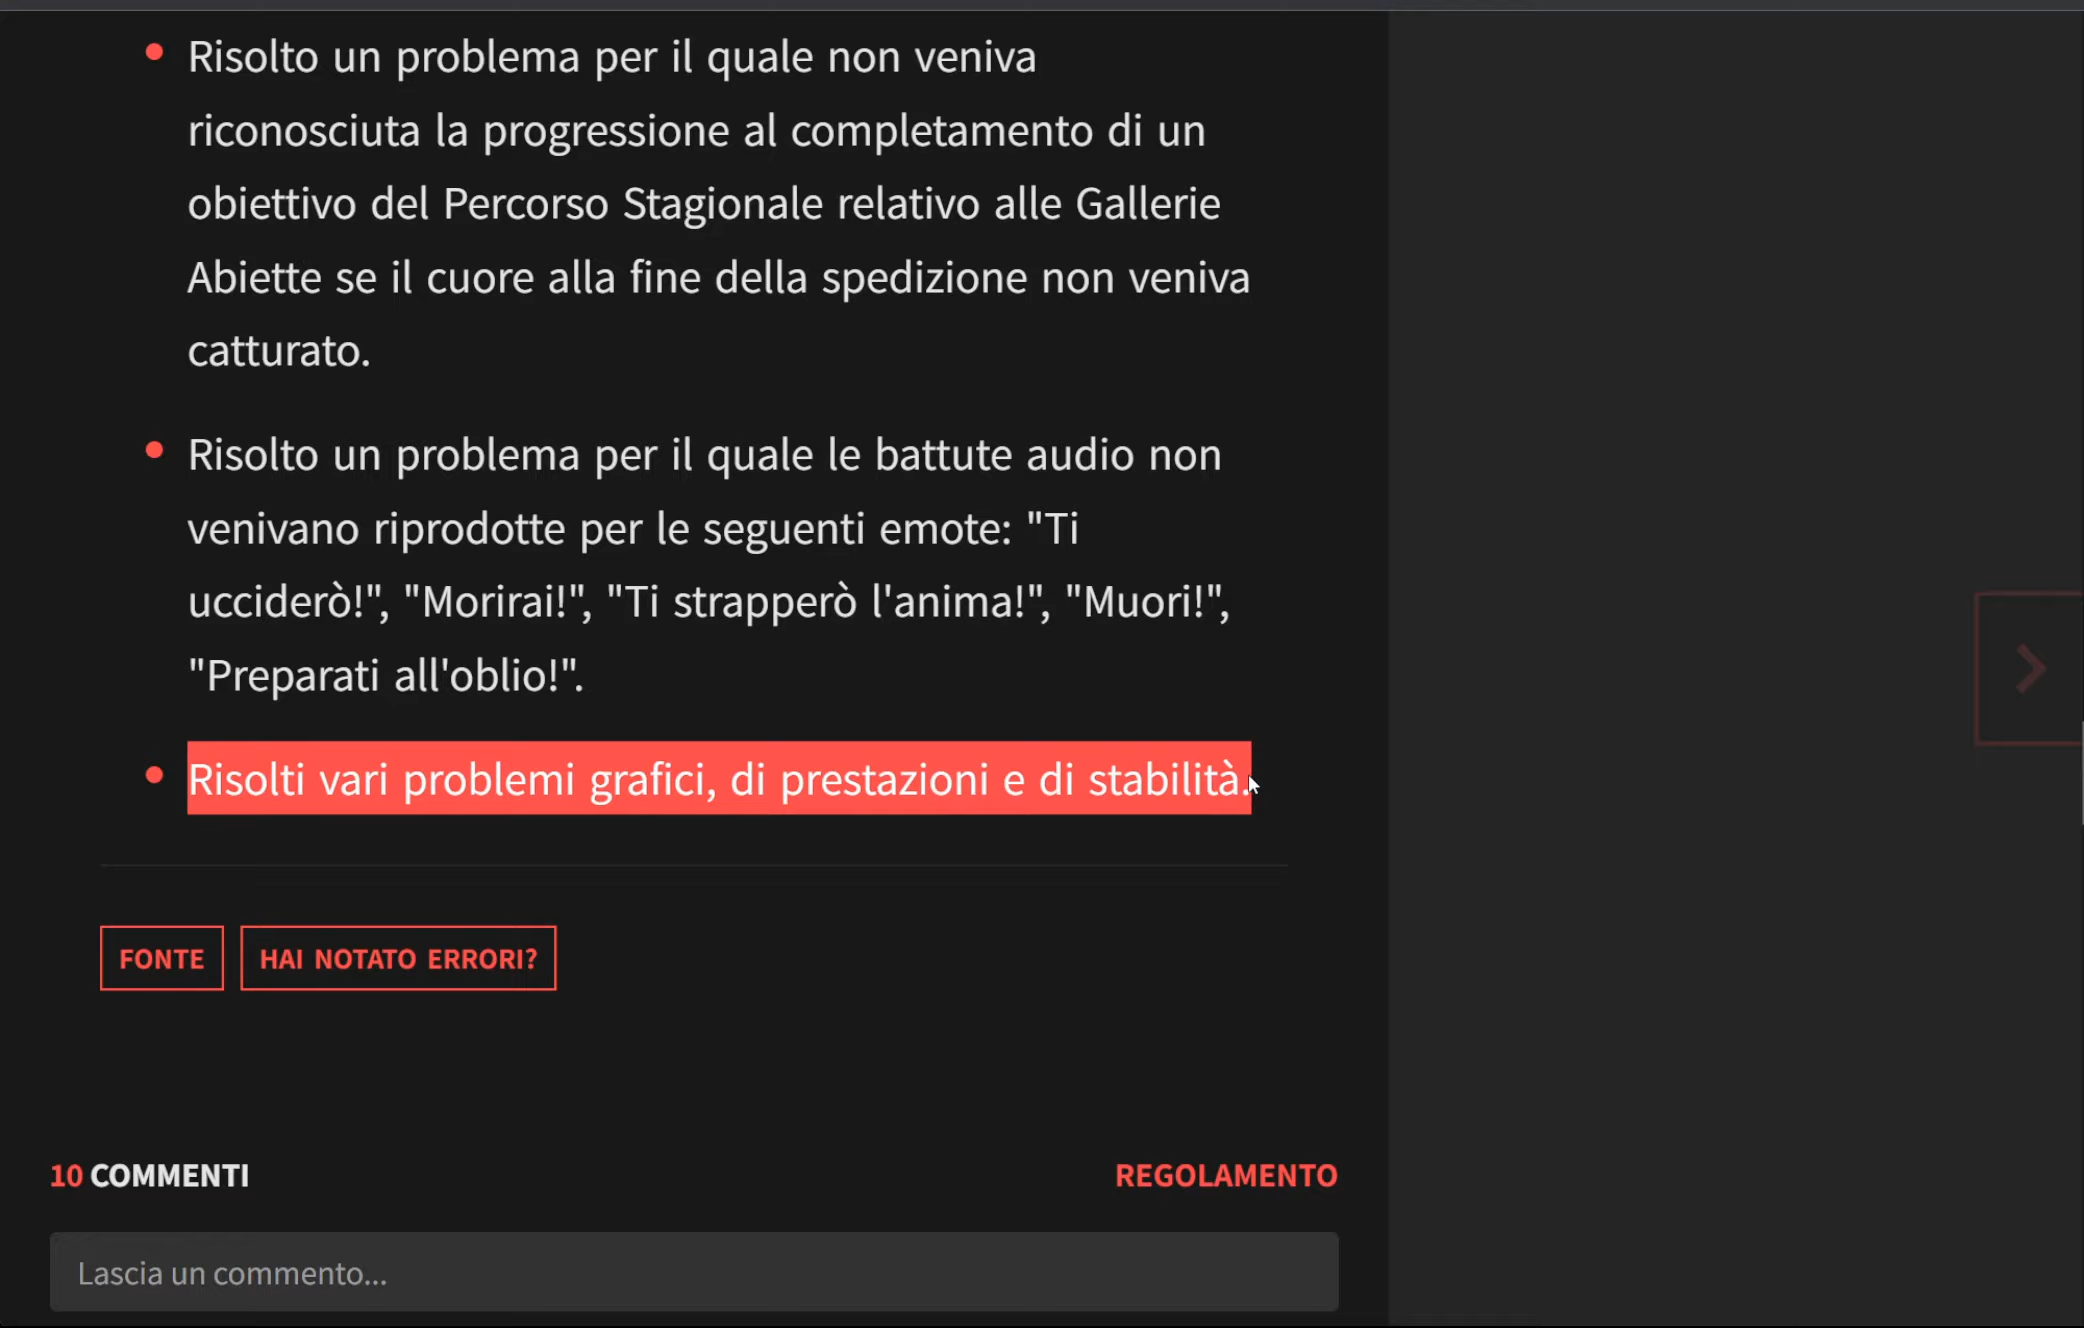 Risolto un problema per il quale non veniva
riconosciuta la progressione al completamento di un
obiettivo del Percorso Stagionale relativo alle Gallerie
Abiette se il cuore alla fine della spedizione non veniva
catturato.
Risolto un problema per il quale le battute audio non
venivano riprodotte per le seguenti emote: "Ti
ucciderò!", "Morirai!", "Ti strapperò l'anima!", "Muori!",
"Preparati all'oblio!".
Risolti vari problemi grafici, di prestazioni e di stabilità.
FONTE HAI NOTATO ERRORI?
10 COMMENTI REGOLAMENTO
Lascia un commento...